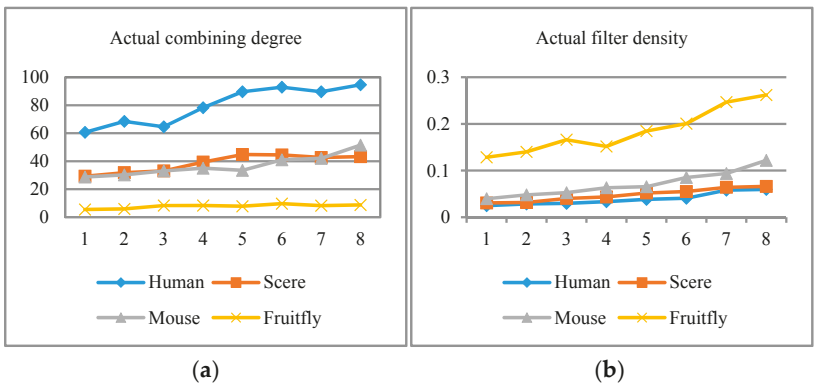 Actual combining degree
100
80
60
40
20
0
1 2 3 4 5 6 7 8
Human Scere
Mouse Fruitfly
(a)
Actual filter density
0.3
0.2
0.1
0
1 2 3 4 5 6 7 8
Human Scere
Mouse Fruitfly
(b)